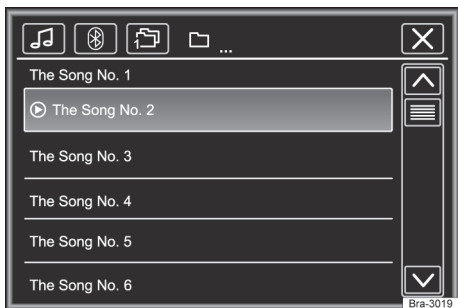 1
...
The Song No. 1
The Song No. 2
The Song No. 3
The Song No. 4
The Song No. 5
The Song No. 6
Bra-3019